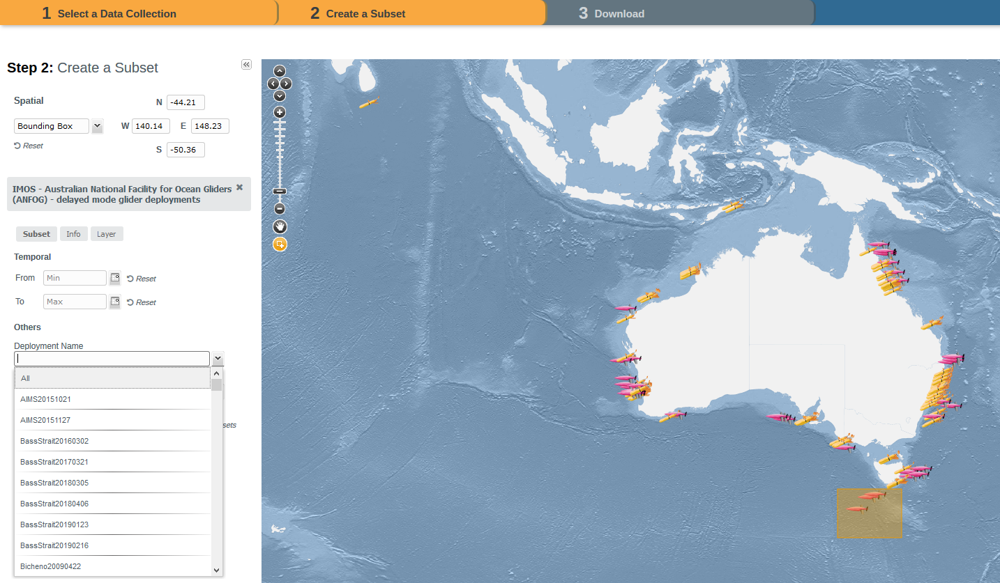 1 Select a Data Collection
2 Create a Subset
3 Download
Step 2: Create a Subset
Spatial
N -44.21
Bounding Box
W 140.14 E 148.23
Reset
S -50.36
IMOS - Australian National Facility for Ocean Gliders
(ANFOG) - delayed mode glider deployments
Subset Info Layer
Temporal
From Min Reset
To Max Reset
Others
Deployment Name
All
AIMS20151021
AIMS20151127
sets
BassStrait20160302
BassStrait20170321
BassStrait20180305
BassStrait20180406
BassStrait20190123
BassStrait20190216
Bicheno20090422